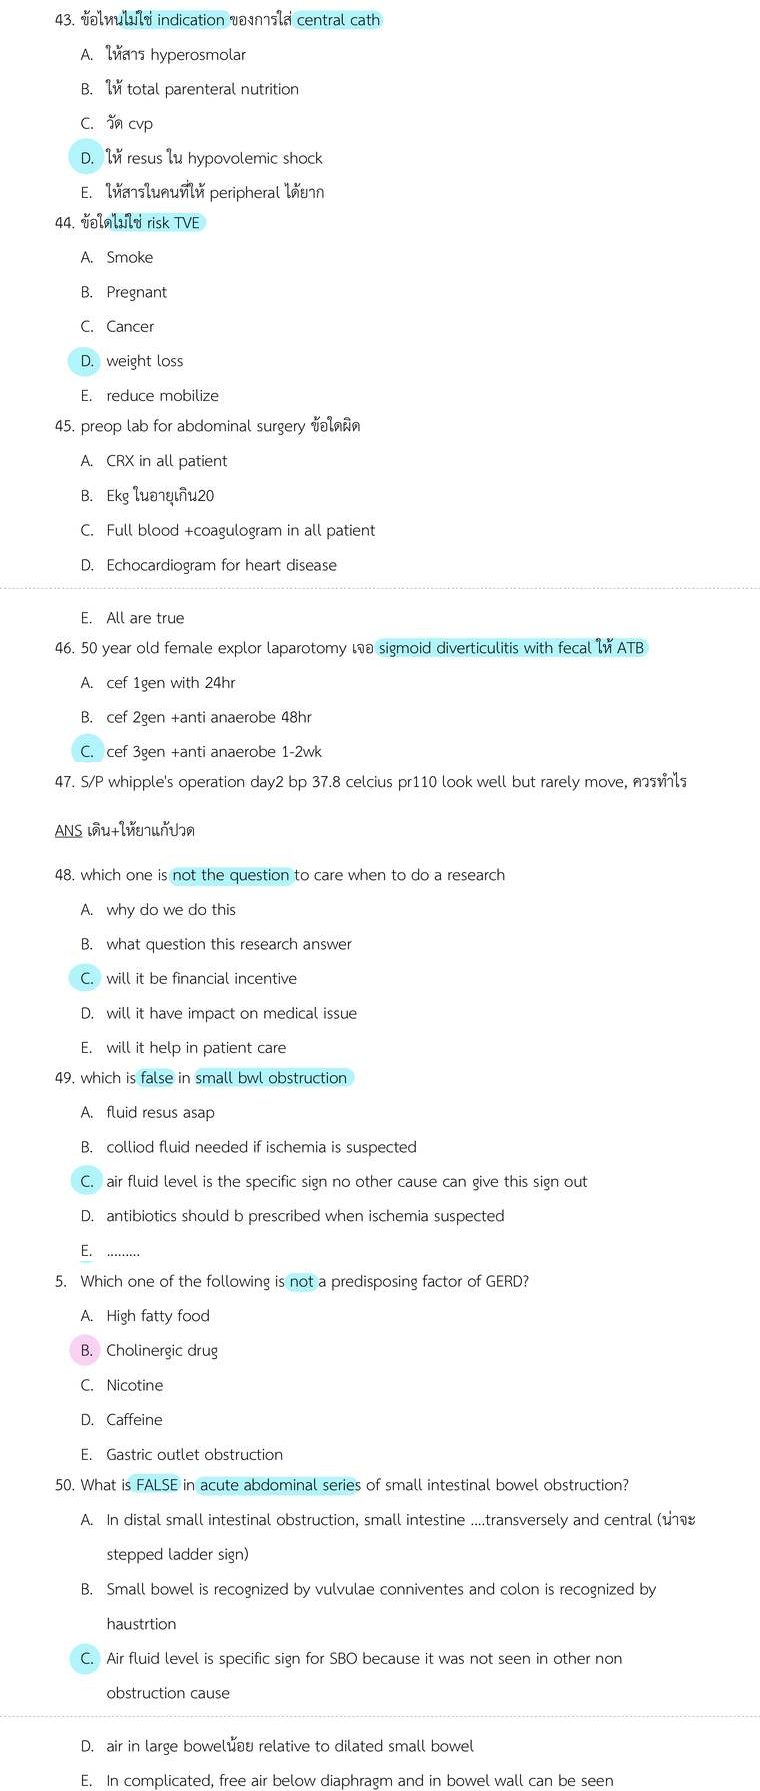 43. ข้อไหนไม่ใช่ indication ของการใส่ central cath
A. ให้สาร hyperosmolar
B. ให้ total parenteral nutrition
C. วัด cvp
D. ให้ resus ใน hypovolemic shock
E. ให้สารในคนที่ให้ peripheral ได้ยาก
44. ข้อใดไม่ใช่ risk TVE
A. Smoke
B. Pregnant
C. Cancer
D. weight loss
E. reduce mobilize
45. preop lab for abdominal surgery ข้อใดผิด
A. CRX in all patient
B. Ekg ในอายุเกิน20
C. Full blood +coagulogram in all patient
D. Echocardiogram for heart disease
E. All are true
46. 50 year old female explor laparotomy เจอ sigmoid diverticulitis with fecal ให้ ATB
A. cef 1gen with 24hr
B. cef 2gen +anti anaerobe 48hr
C. cef 3gen +anti anaerobe 1-2wk
47. S/P whipple's operation day2 bp 37.8 celcius pr110 look well but rarely move, ควรทำไร
ANS เดิน+ให้ยาแก้ปวด
48. which one is not the question to care when to do a research
A. why do we do this
B. what question this research answer
C. will it be financial incentive
D. will it have impact on medical issue
E. will it help in patient care
49. which is false in small bwl obstruction
A. fluid resus asap
B. colliod fluid needed if ischemia is suspected
C. air fluid level is the specific sign no other cause can give this sign out
D. antibiotics should b prescribed when ischemia suspected
E. .........
5. Which one of the following is not a predisposing factor of GERD?
A. High fatty food
B. Cholinergic drug
C. Nicotine
D. Caffeine
E. Gastric outlet obstruction
50. What is FALSE in acute abdominal series of small intestinal bowel obstruction?
A. In distal small intestinal obstruction, small intestine ....transversely and central (น่าจะ
stepped ladder sign)
B. Small bowel is recognized by vulvulae conniventes and colon is recognized by
haustrtion
C. Air fluid level is specific sign for SBO because it was not seen in other non
obstruction cause
D. air in large bowelน้อย relative to dilated small bowel
E. In complicated, free air below diaphragm and in bowel wall can be seen